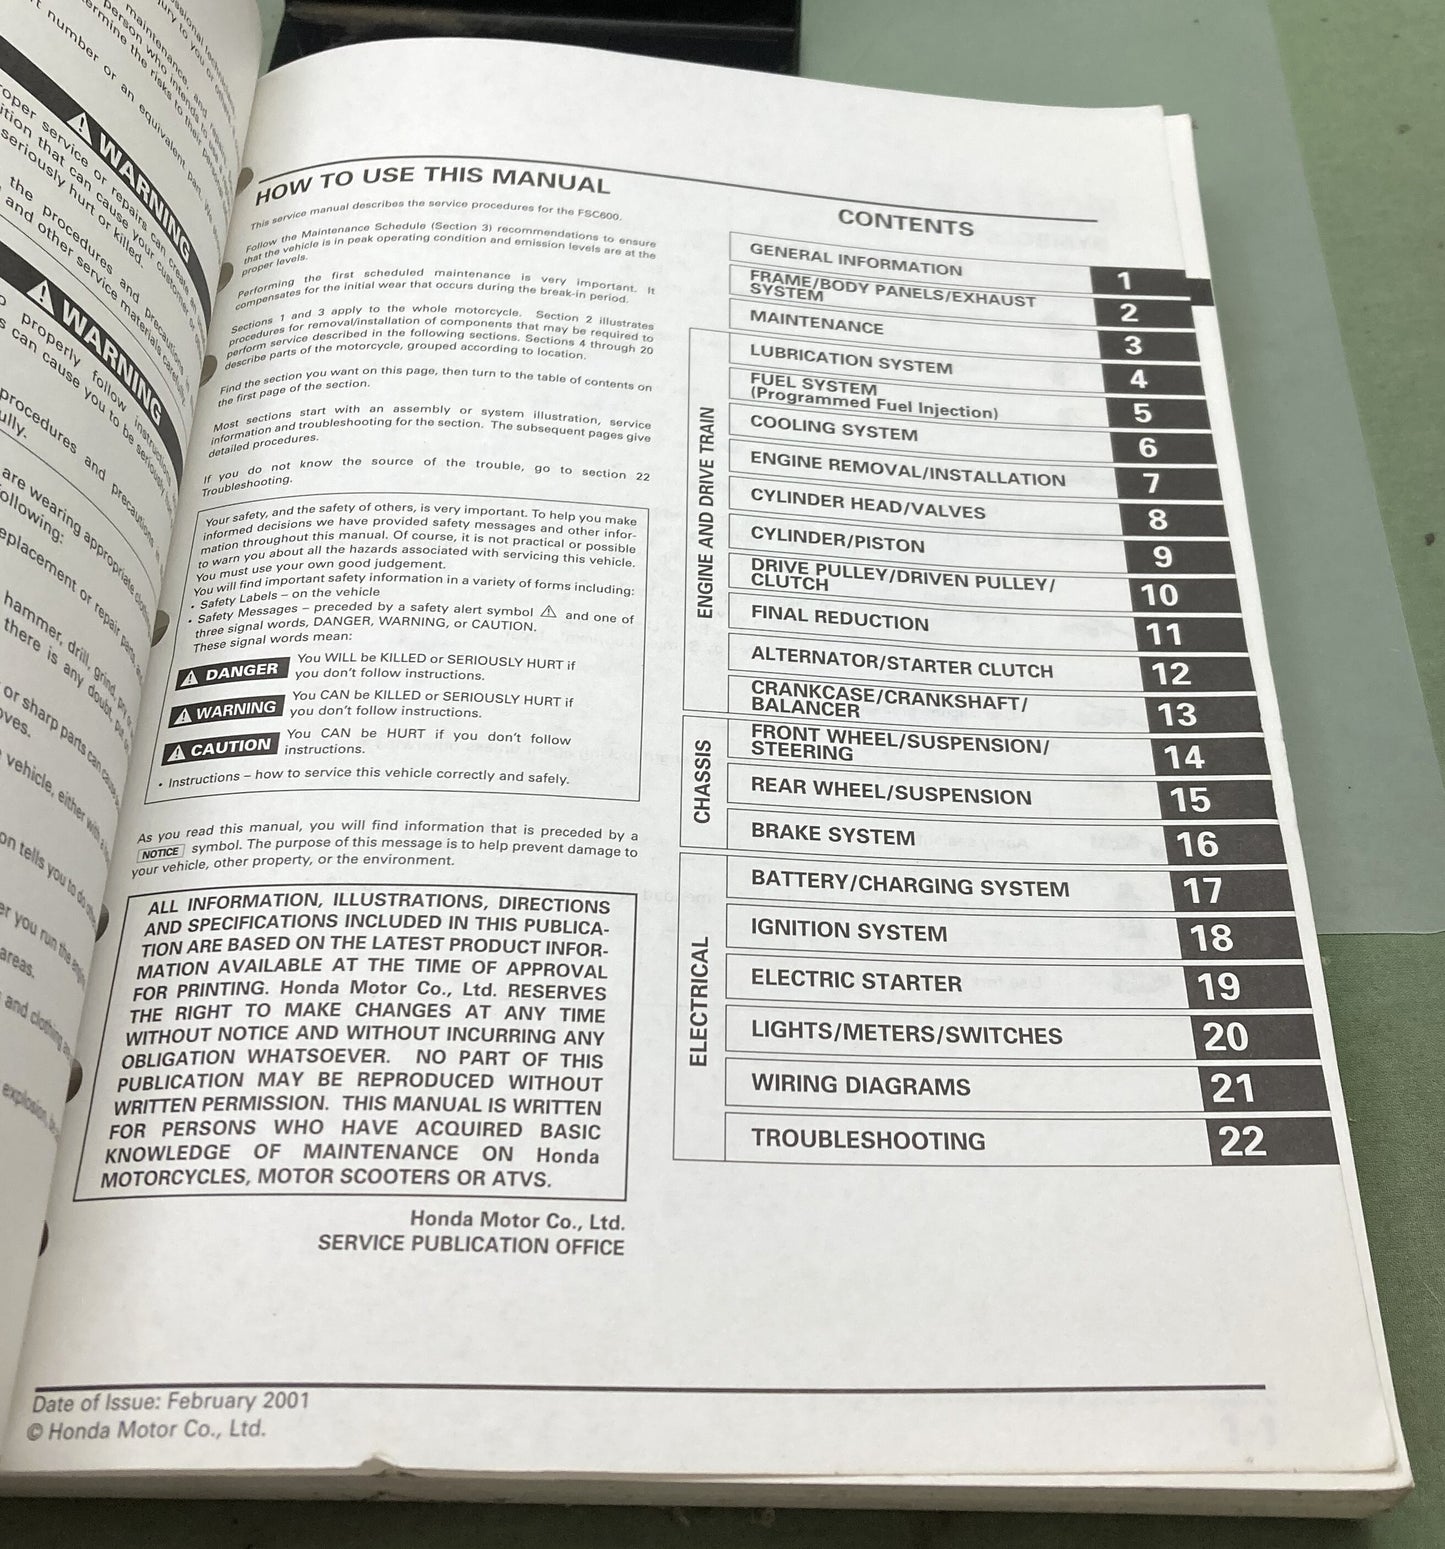 WARNING
WARNING
HOW TO USE THIS MANUAL
This service manual describes the service procedures for the FSC600.
Follow the Maintenance Schedule (Section 3) recommendations to ensure
that the vehicle is in peak operating condition and emission levels are at the
proper levels.
Performing the first scheduled maintenance is very important. It
compensates for the initial wear that occurs during the break-in period.
Sections 1 and 3 apply to the whole motorcycle. Section 2 illustrates
procedures for removal/installation of components that may be required to
perform service described in the following sections. Sections 4 through 20
describe parts of the motorcycle, grouped according to location.
Find the section you want on this page, then turn to the table of contents on
the first page of the section.
Most sections start with an assembly or system illustration, service
information and troubleshooting for the section. The subsequent pages give
detailed procedures.
If you do not know the source of the trouble, go to section 22
Troubleshooting.
Your safety, and the safety of others, is very important. To help you make
informed decisions we have provided safety messages and other infor-
mation throughout this manual. Of course, it is not practical or possible
to warn you about all the hazards associated with servicing this vehicle.
You must use your own good judgement.
You will find important safety information in a variety of forms including:
• Safety Labels – on the vehicle
• Safety Messages – preceded by a safety alert symbol ⚠ and one of
three signal words, DANGER, WARNING, or CAUTION.
These signal words mean:
⚠ DANGER You WILL be KILLED or SERIOUSLY HURT if
you don't follow instructions.
⚠ WARNING You CAN be KILLED or SERIOUSLY HURT if
you don't follow instructions.
⚠ CAUTION You CAN be HURT if you don't follow
instructions.
• Instructions – how to service this vehicle correctly and safely.
As you read this manual, you will find information that is preceded by a
NOTICE symbol. The purpose of this message is to help prevent damage to
your vehicle, other property, or the environment.
ALL INFORMATION, ILLUSTRATIONS, DIRECTIONS
AND SPECIFICATIONS INCLUDED IN THIS PUBLICA-
TION ARE BASED ON THE LATEST PRODUCT INFOR-
MATION AVAILABLE AT THE TIME OF APPROVAL
FOR PRINTING. Honda Motor Co., Ltd. RESERVES
THE RIGHT TO MAKE CHANGES AT ANY TIME
WITHOUT NOTICE AND WITHOUT INCURRING ANY
OBLIGATION WHATSOEVER. NO PART OF THIS
PUBLICATION MAY BE REPRODUCED WITHOUT
WRITTEN PERMISSION. THIS MANUAL IS WRITTEN
FOR PERSONS WHO HAVE ACQUIRED BASIC
KNOWLEDGE OF MAINTENANCE ON Honda
MOTORCYCLES, MOTOR SCOOTERS OR ATVS.
Honda Motor Co., Ltd.
SERVICE PUBLICATION OFFICE
CONTENTS
GENERAL INFORMATION 1
FRAME/BODY PANELS/EXHAUST
SYSTEM 2
MAINTENANCE 3
ENGINE AND DRIVE TRAIN
LUBRICATION SYSTEM 4
FUEL SYSTEM
(Programmed Fuel Injection) 5
COOLING SYSTEM 6
ENGINE REMOVAL/INSTALLATION 7
CYLINDER HEAD/VALVES 8
CYLINDER/PISTON 9
DRIVE PULLEY/DRIVEN PULLEY/
CLUTCH 10
FINAL REDUCTION 11
ALTERNATOR/STARTER CLUTCH 12
CRANKCASE/CRANKSHAFT/
BALANCER 13
CHASSIS
FRONT WHEEL/SUSPENSION/
STEERING 14
REAR WHEEL/SUSPENSION 15
BRAKE SYSTEM 16
ELECTRICAL
BATTERY/CHARGING SYSTEM 17
IGNITION SYSTEM 18
ELECTRIC STARTER 19
LIGHTS/METERS/SWITCHES 20
WIRING DIAGRAMS 21
TROUBLESHOOTING 22
Date of Issue: February 2001
© Honda Motor Co., Ltd.